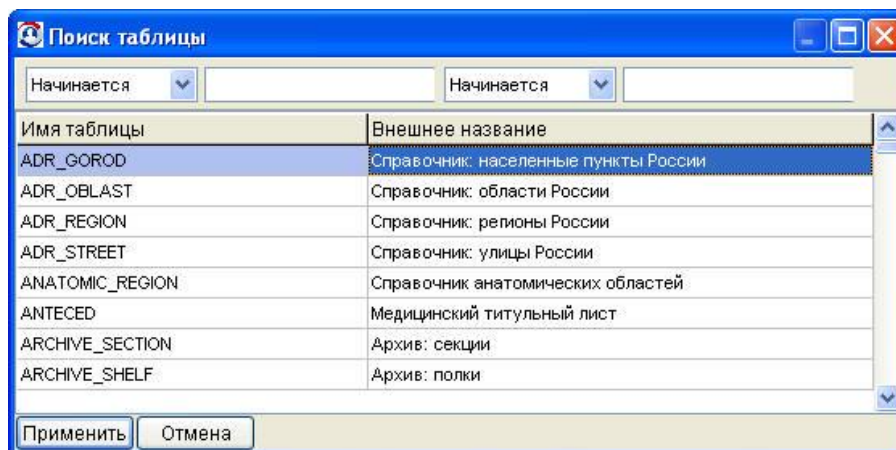 Поиск таблицы
Начинается Начинается
Имя таблицы Внешнее название
ADR_GOROD Справочник: населенные пункты России
ADR_OBLAST Справочник: области России
ADR_REGION Справочник: регионы России
ADR_STREET Справочник: улицы России
ANATOMIC_REGION Справочник анатомических областей
ANTECED Медицинский титульный лист
ARCHIVE_SECTION Архив: секции
ARCHIVE_SHELF Архив: полки
Применить Отмена